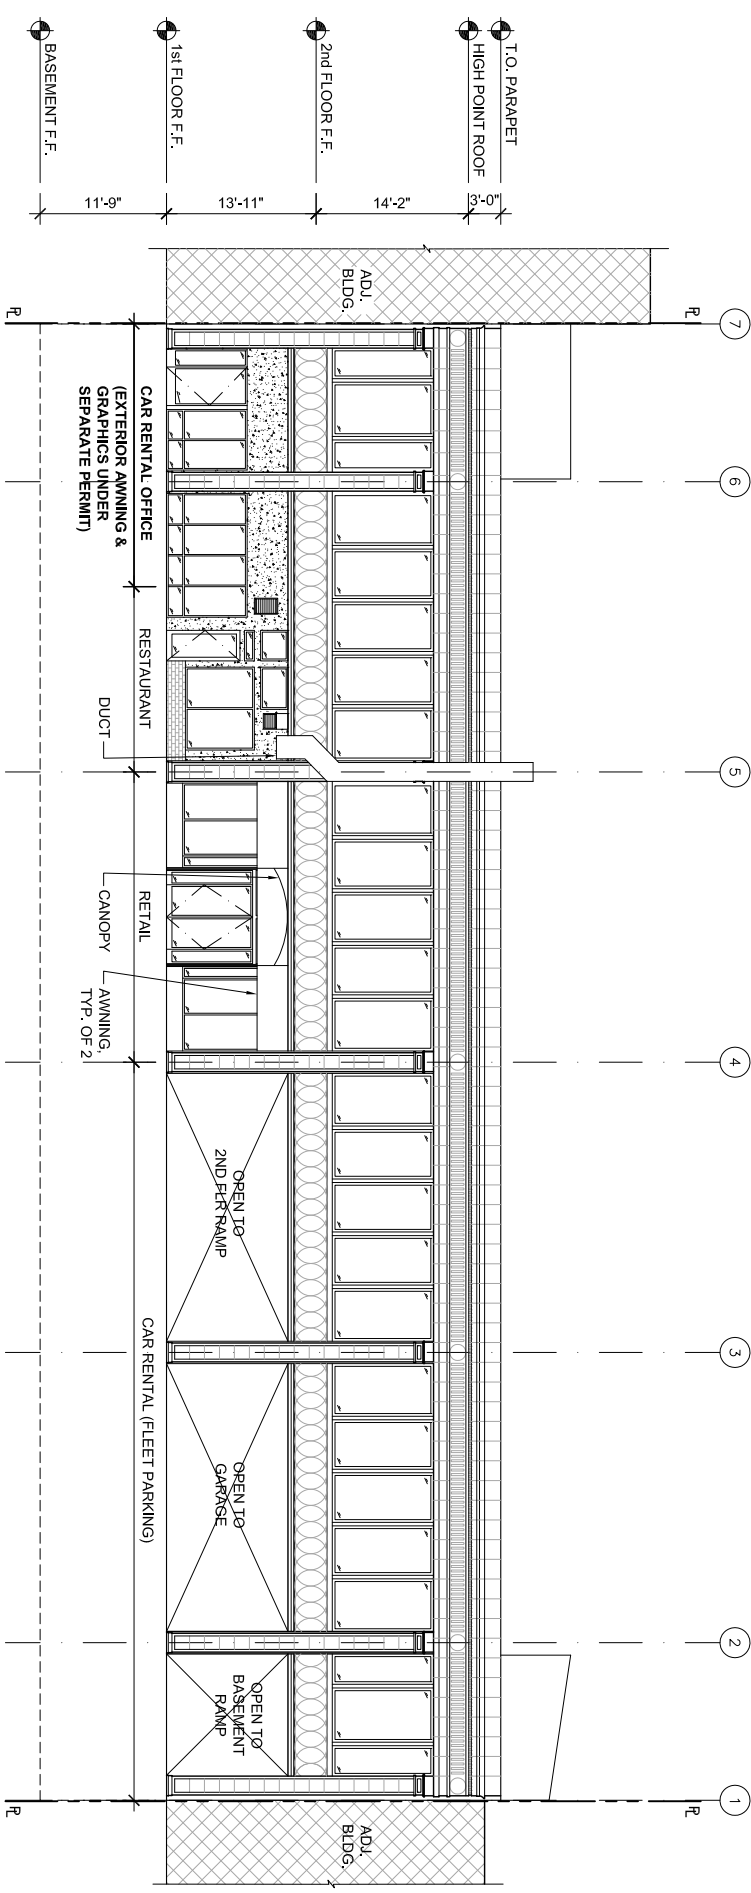 7
6
5
4
3
2
1
T.O. PARAPET
HIGH POINT ROOF
2nd FLOOR F.F.
1st FLOOR F.F.
BASEMENT F.F.
3'-0"
14'-2"
13'-11"
11'-9"
ADJ.
BLDG.
ADJ.
BLDG.
PL
PL
PL
PL
OPEN TO
2ND FLR RAMP
OPEN TO
GARAGE
OPEN TO
BASEMENT
RAMP
CAR RENTAL OFFICE
(EXTERIOR AWNING &
GRAPHICS UNDER
SEPARATE PERMIT)
RESTAURANT
DUCT
RETAIL
CANOPY
AWNING,
TYP. OF 2
CAR RENTAL (FLEET PARKING)